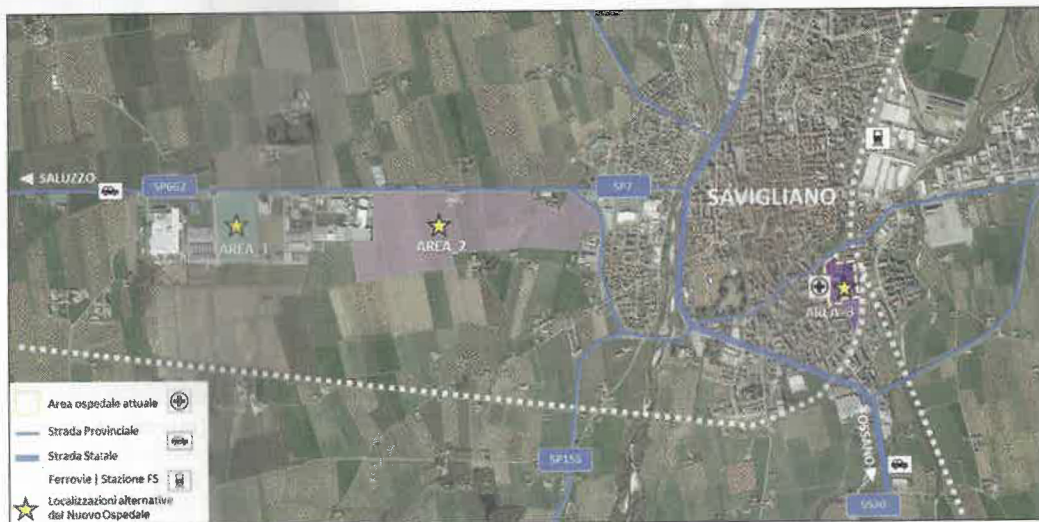 SALUZZO
SP662
SP7
SAVIGLIANO
AREA_1
AREA_2
AREA_3
SP156
FOSSANO
SS20
Area ospedale attuale
Strada Provinciale
Strada Statale
Ferrovie | Stazione FS
Localizzazioni alternative
del Nuovo Ospedale